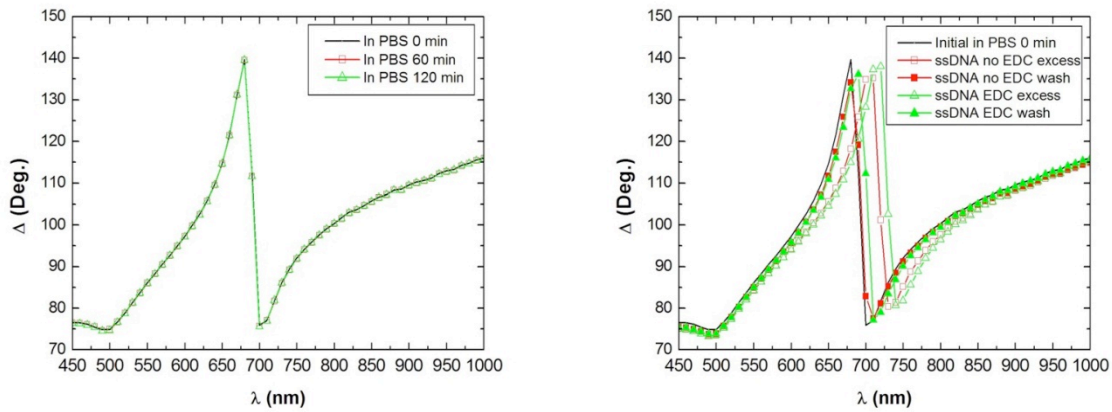 In PBS 0 min
In PBS 60 min
In PBS 120 min
Δ (Deg.)
150
140
130
120
110
100
90
80
70
450 500 550 600 650 700 750 800 850 900 950 1000
λ (nm)
Initial in PBS 0 min
ssDNA no EDC excess
ssDNA no EDC wash
ssDNA EDC excess
ssDNA EDC wash
Δ (Deg.)
150
140
130
120
110
100
90
80
70
450 500 550 600 650 700 750 800 850 900 950 1000
λ (nm)